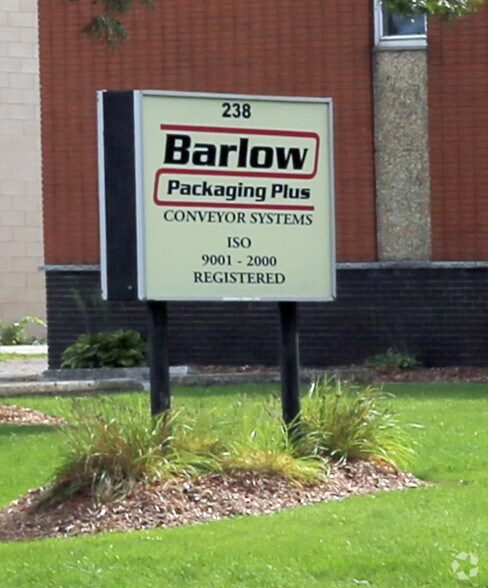 238
Barlow
Packaging Plus
CONVEYOR SYSTEMS
ISO
9001 - 2000
REGISTERED